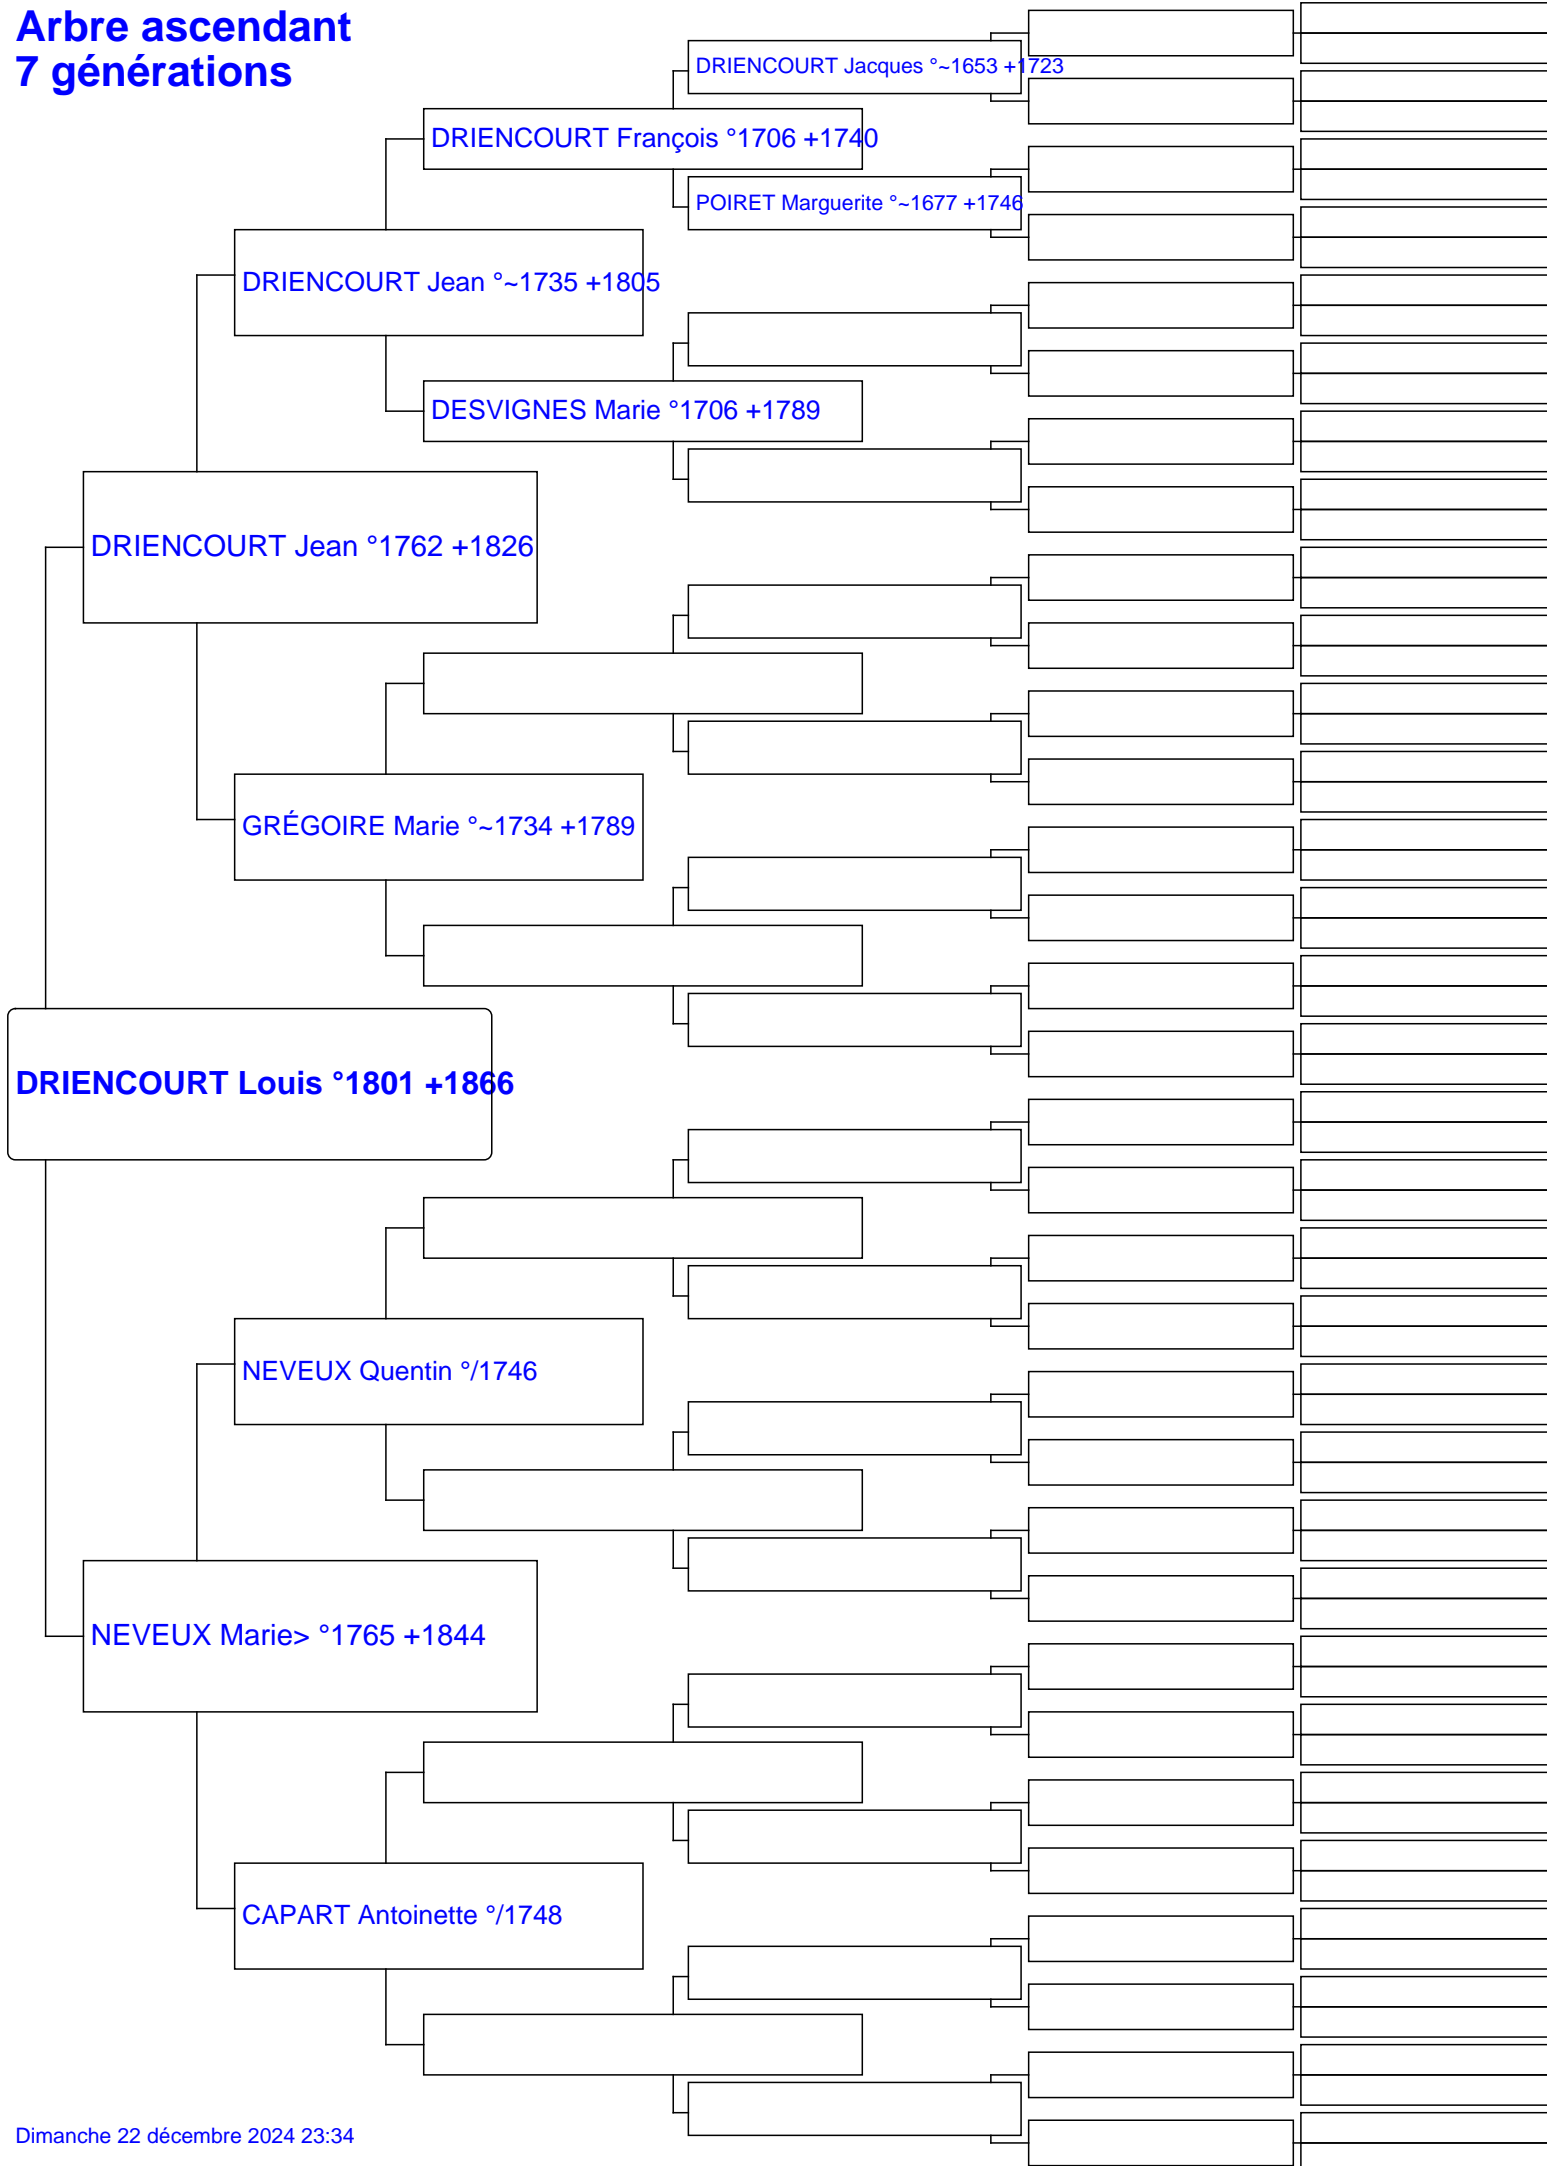 Arbre ascendant
7 générations
DRIENCOURT Jacques °~1653 +1723
DRIENCOURT François °1706 +1740
POIRET Marguerite °~1677 +1746
DRIENCOURT Jean °~1735 +1805
DESVIGNES Marie °1706 +1789
DRIENCOURT Jean °1762 +1826
GRÉGOIRE Marie °~1734 +1789
DRIENCOURT Louis °1801 +1866
NEVEUX Quentin °/1746
NEVEUX Marie> °1765 +1844
CAPART Antoinette °/1748
Dimanche 22 décembre 2024 23:34